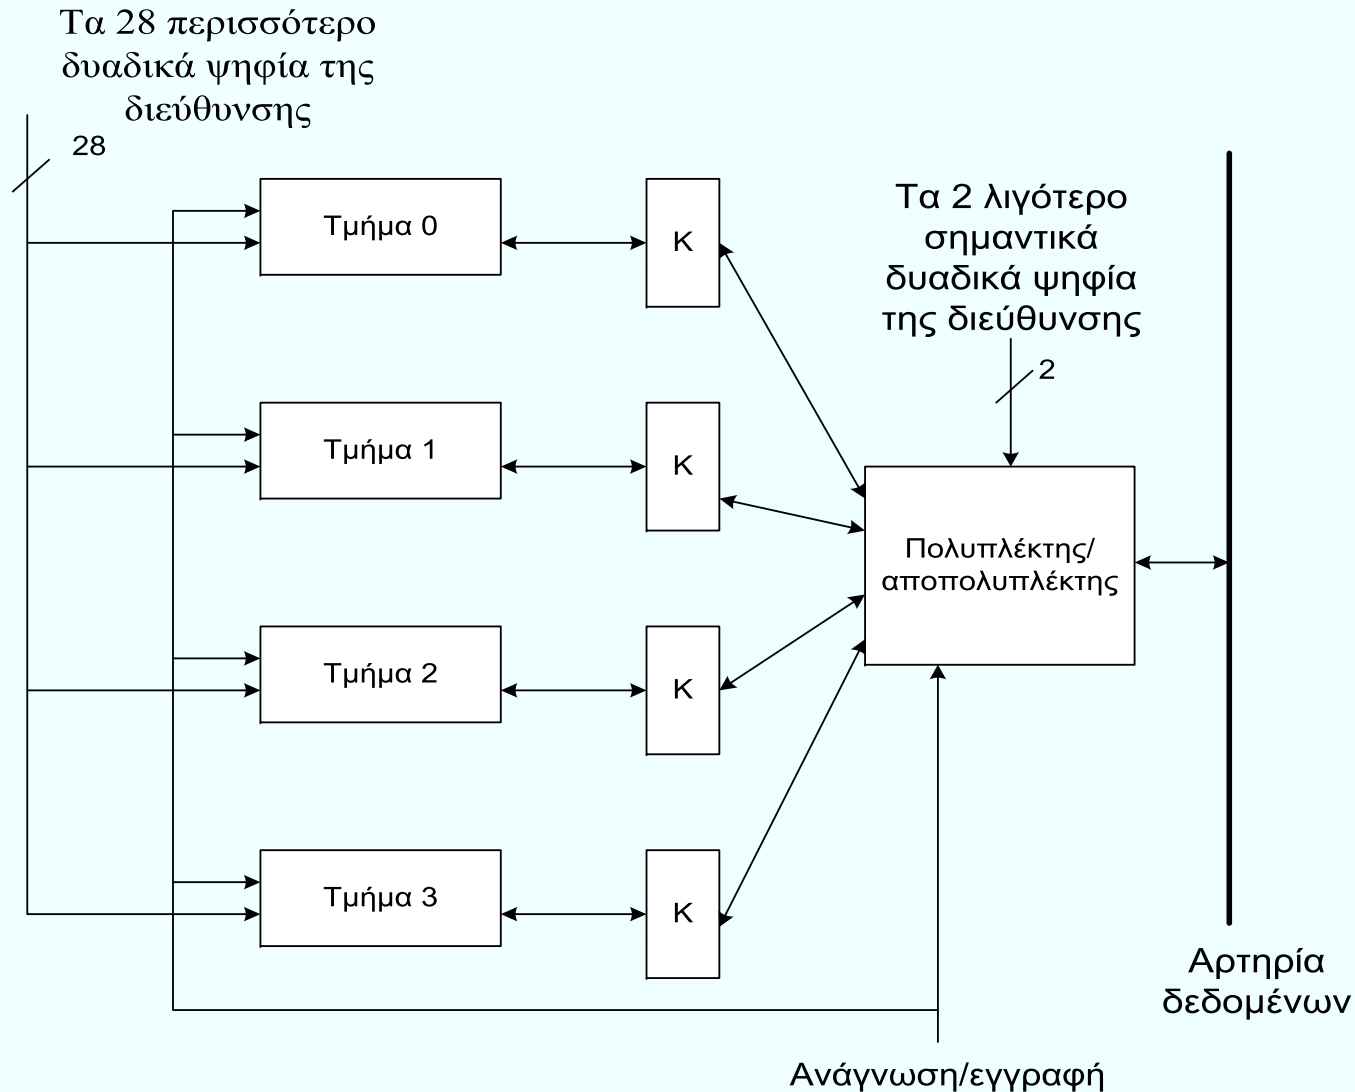 Τα 28 περισσότερο
δυαδικά ψηφία της
διεύθυνσης
28
Τμήμα 0
Κ
Τα 2 λιγότερο
σημαντικά
δυαδικά ψηφία
της διεύθυνσης
2
Τμήμα 1
Κ
Πολυπλέκτης/
αποπολυπλέκτης
Τμήμα 2
Κ
Τμήμα 3
Κ
Αρτηρία
δεδομένων
Ανάγνωση/εγγραφή